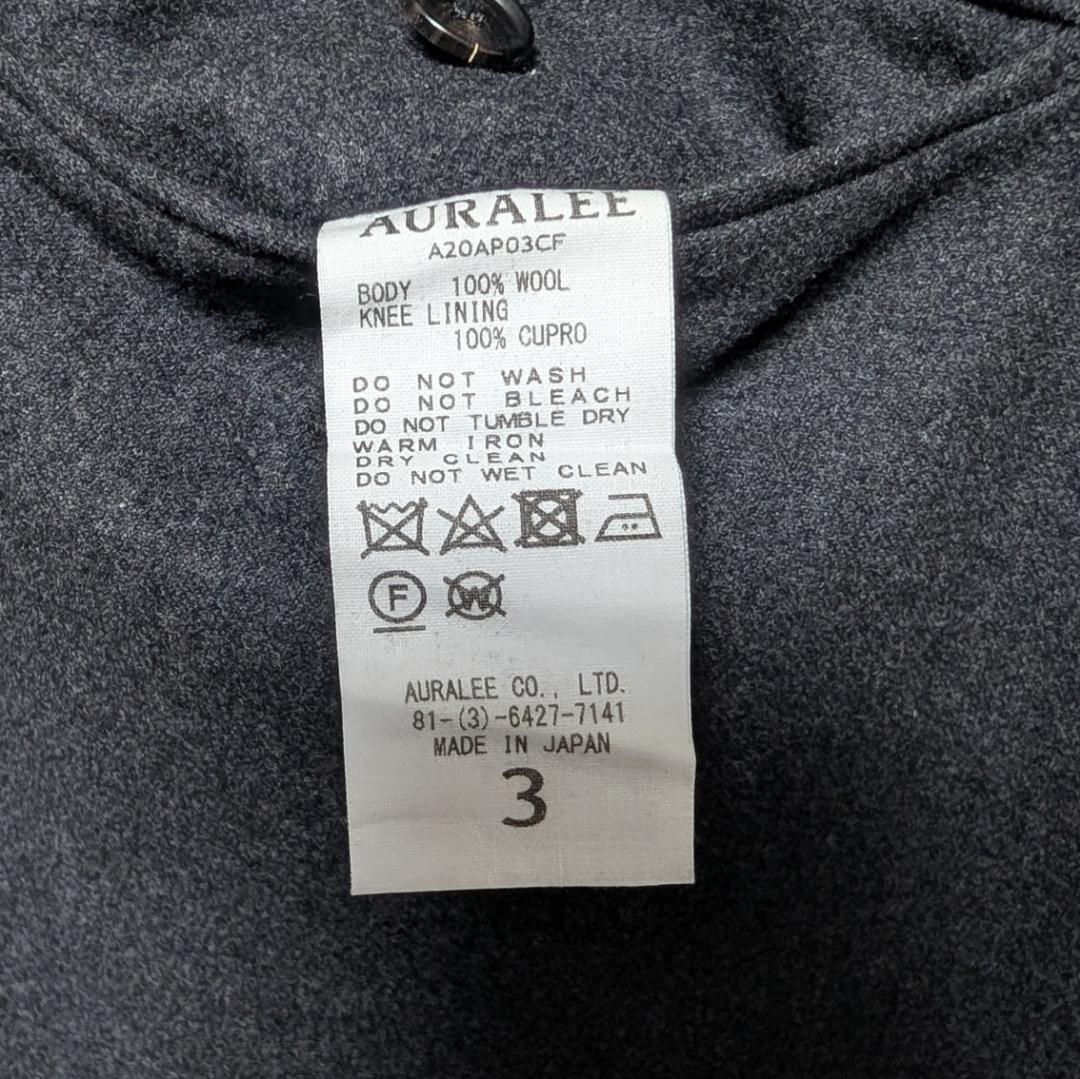 AURALEE
A20AP03CF
BODY 100% WOOL
KNEE LINING
100% CUPRO
DO NOT WASH
DO NOT BLEACH
DO NOT TUMBLE DRY
WARM IRON
DRY CLEAN
DO NOT WET CLEAN
F W
AURALEE CO., LTD.
81-(3)-6427-7141
MADE IN JAPAN
3